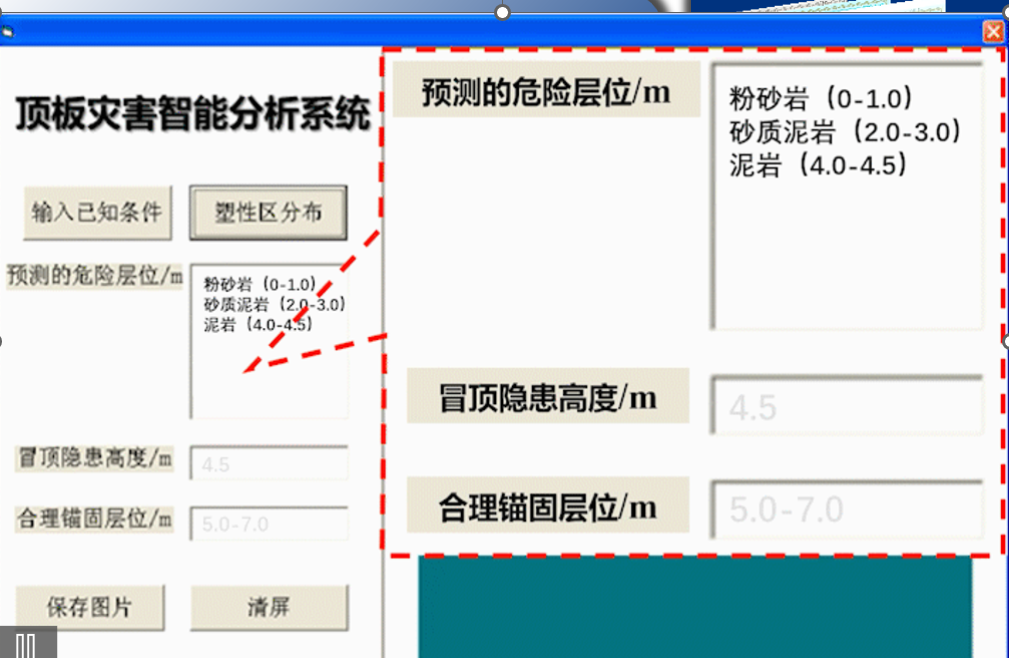 顶板灾害智能分析系统
输入已知条件
塑性区分布
预测的危险层位/m
粉砂岩（0-1.0）
砂质泥岩（2.0-3.0）
泥岩（4.0-4.5）
冒顶隐患高度/m
4.5
合理锚固层位/m
5.0-7.0
保存图片
清屏
预测的危险层位/m
粉砂岩（0-1.0）
砂质泥岩（2.0-3.0）
泥岩（4.0-4.5）
冒顶隐患高度/m
4.5
合理锚固层位/m
5.0-7.0